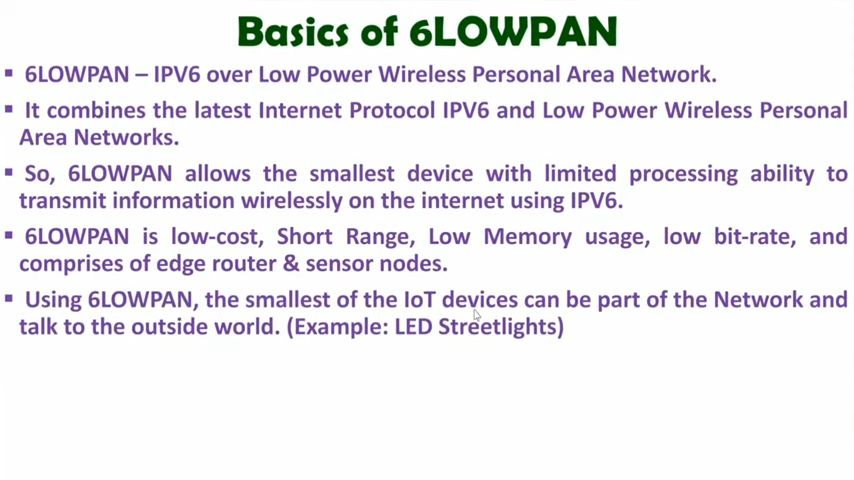 Basics of 6LOWPAN
▪ 6LOWPAN – IPV6 over Low Power Wireless Personal Area Network.
▪ It combines the latest Internet Protocol IPV6 and Low Power Wireless Personal
Area Networks.
▪ So, 6LOWPAN allows the smallest device with limited processing ability to
transmit information wirelessly on the internet using IPV6.
▪ 6LOWPAN is low-cost, Short Range, Low Memory usage, low bit-rate, and
comprises of edge router & sensor nodes.
▪ Using 6LOWPAN, the smallest of the IoT devices can be part of the Network and
talk to the outside world. (Example: LED Streetlights)